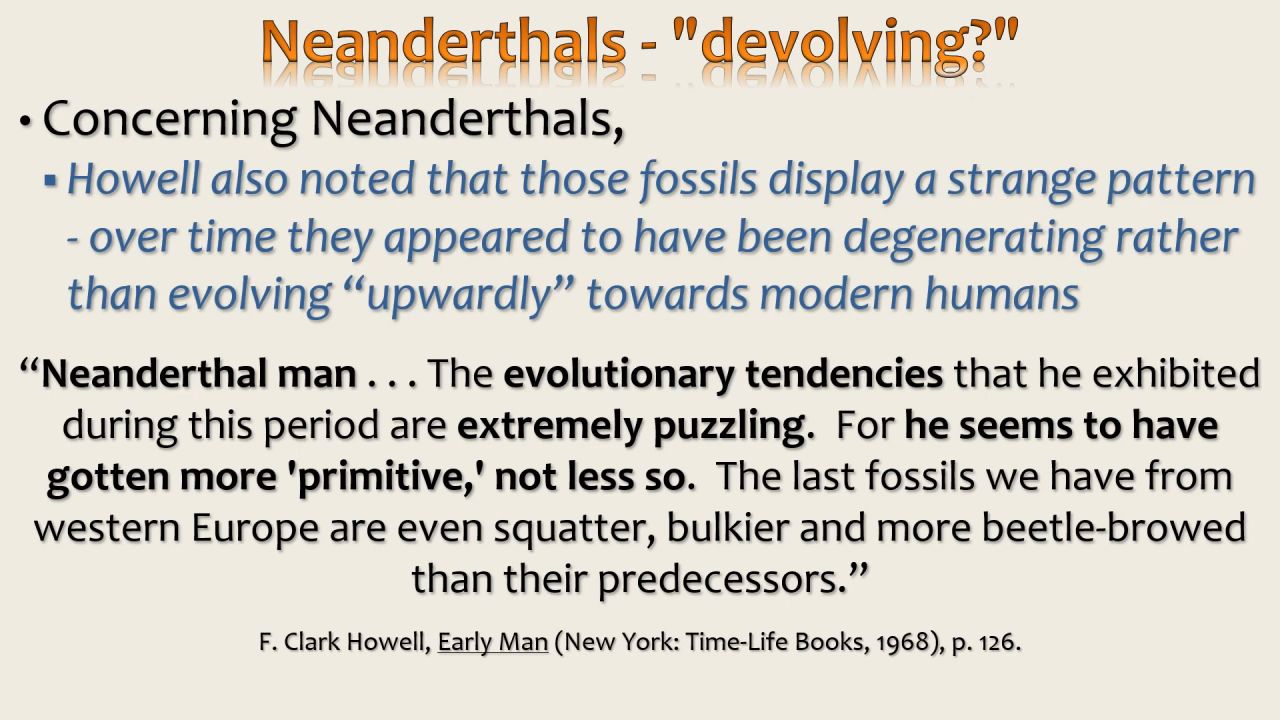 Neanderthals - "devolving?"
• Concerning Neanderthals,
▪ Howell also noted that those fossils display a strange pattern
- over time they appeared to have been degenerating rather
than evolving “upwardly” towards modern humans
“Neanderthal man . . . The evolutionary tendencies that he exhibited
during this period are extremely puzzling.  For he seems to have
gotten more 'primitive,' not less so.  The last fossils we have from
western Europe are even squatter, bulkier and more beetle-browed
than their predecessors.”
F. Clark Howell, Early Man (New York: Time-Life Books, 1968), p. 126.